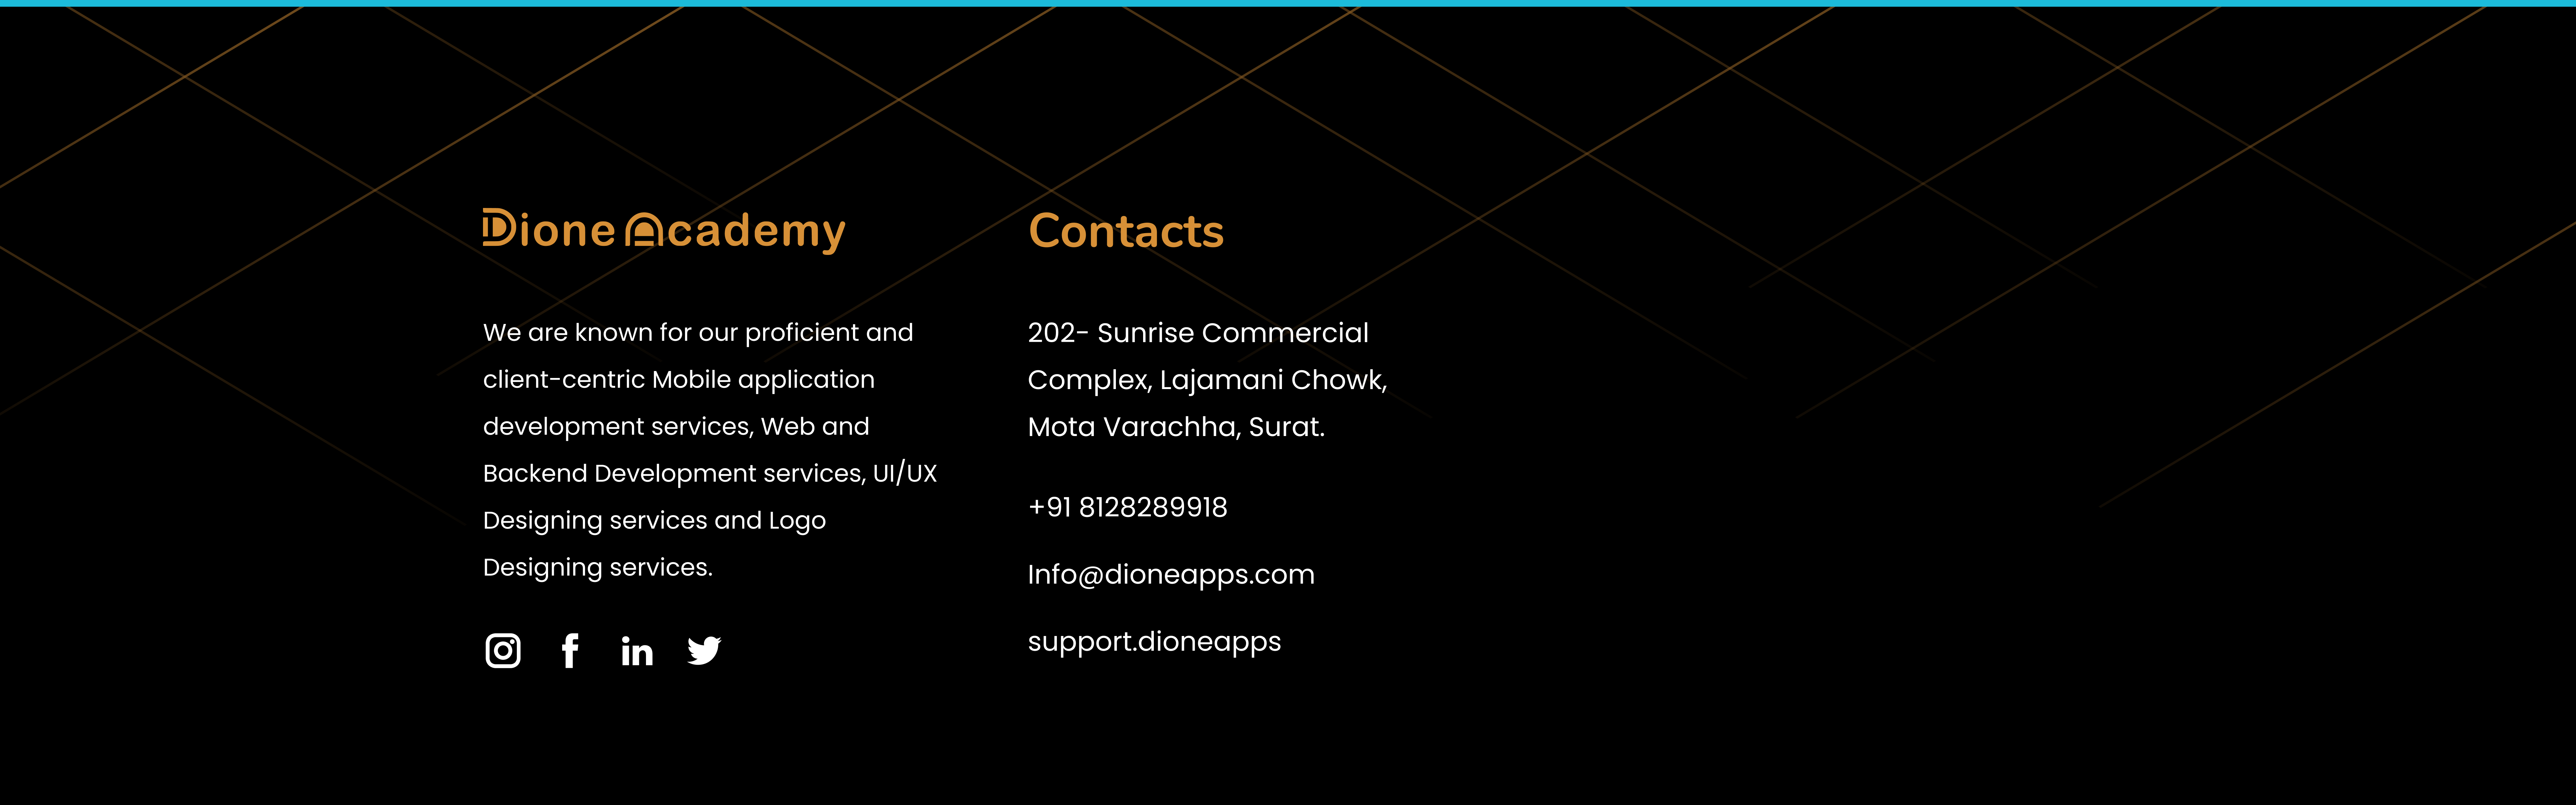 Dione Academy
We are known for our proficient and
client-centric Mobile application
development services, Web and
Backend Development services, UI/UX
Designing services and Logo
Designing services.
Contacts
202- Sunrise Commercial
Complex, Lajamani Chowk,
Mota Varachha, Surat.
+91 8128289918
Info@dioneapps.com
support.dioneapps